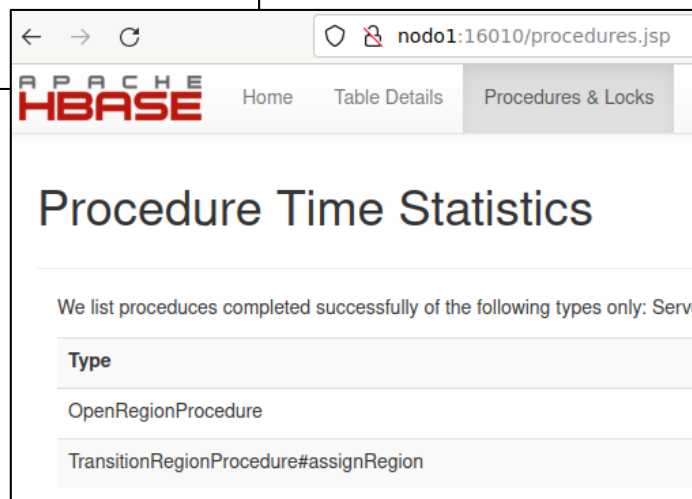 nodo1:16010/procedures.jsp
APACHE
HBASE
Home Table Details Procedures & Locks
Procedure Time Statistics
We list proceduces completed successfully of the following types only: Serv
Type
OpenRegionProcedure
TransitionRegionProcedure#assignRegion